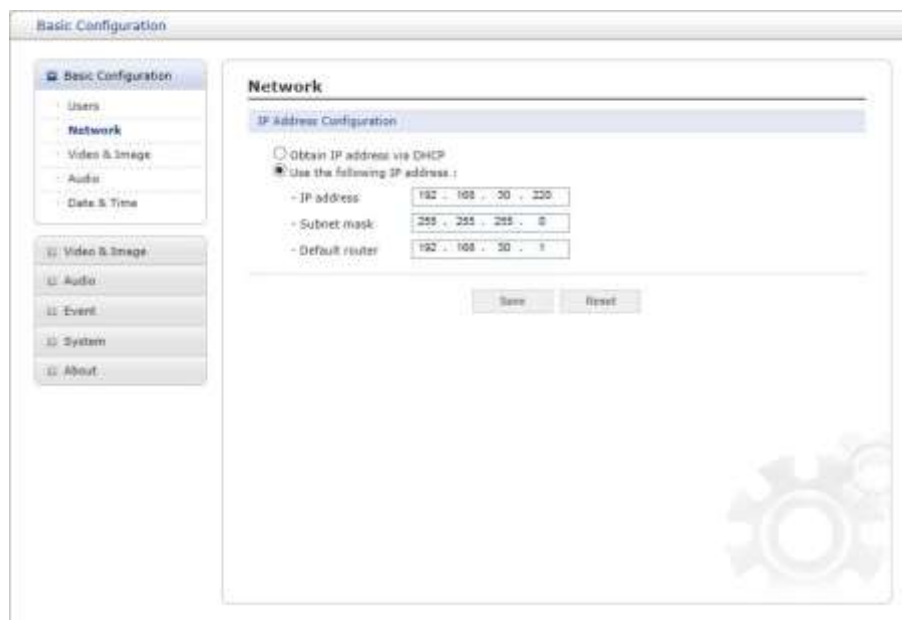 Basic Configuration
Basic Configuration
Users
Network
Video & Image
Audio
Date & Time
Video & Image
Audio
Event
System
About
Network
IP Address Configuration
Obtain IP address via DHCP
Use the following IP address :
- IP address 192 . 168 . 30 . 220
- Subnet mask 255 . 255 . 255 . 0
- Default router 192 . 168 . 30 . 1
Save Reset